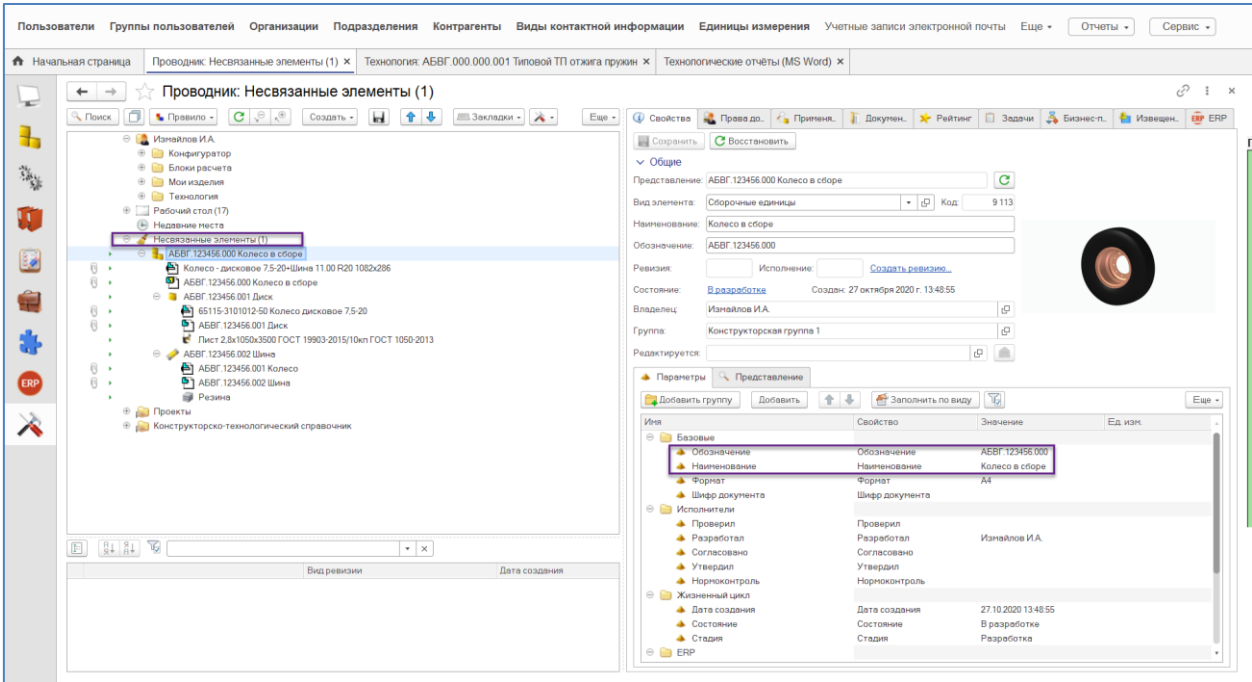 Пользователи Группы пользователей Организации Подразделения Контрагенты Виды контактной информации Единицы измерения Учетные записи электронной почты Еще Отчеты Сервис
Начальная страница Проводник: Несвязанные элементы (1) × Технология: АБВГ.000.000.001 Типовой ТП отжига пружин × Технологические отчёты (MS Word) ×
Проводник: Несвязанные элементы (1)
Поиск Правило Создать Закладки Еще
Измайлов И.А.
Конфигуратор
Блоки расчета
Мои изделия
Технология
Рабочий стол (17)
Недавние места
Несвязанные элементы (1)
АБВГ.123456.000 Колесо в сборе
Колесо - дисковое 7,5-20+Шина 11.00 R20 1082x286
АБВГ.123456.000 Колесо в сборе
АБВГ.123456.001 Диск
65115-3101012-50 Колесо дисковое 7,5-20
АБВГ.123456.001 Диск
Лист 2,8x1050x3500 ГОСТ 19903-2015/10кп ГОСТ 1050-2013
АБВГ.123456.002 Шина
АБВГ.123456.001 Колесо
АБВГ.123456.002 Шина
Резина
Проекты
Конструкторско-технологический справочник
ERP
Вид ревизии Дата создания
Свойства Права до.. Применя.. Докумен.. Рейтинг Задачи Бизнес-п.. Извещен.. ERP ERP
Сохранить Восстановить
Общие
Представление: АБВГ.123456.000 Колесо в сборе
Вид элемента: Сборочные единицы Код: 9 113
Наименование: Колесо в сборе
Обозначение: АБВГ.123456.000
Ревизия: Исполнение: Создать ревизию...
Состояние: В разработке Создан: 27 октября 2020 г. 13:48:55
Владелец: Измайлов И.А.
Группа: Конструкторская группа 1
Редактируется:
Параметры Представление
Добавить группу Добавить Заполнить по виду Еще
Имя Свойство Значение Ед. изм.
Базовые
Обозначение Обозначение АБВГ.123456.000
Наименование Наименование Колесо в сборе
Формат Формат А4
Шифр документа Шифр документа
Исполнители
Проверил Проверил
Разработал Разработал Измайлов И.А.
Согласовано Согласовано
Утвердил Утвердил
Нормоконтроль Нормоконтроль
Жизненный цикл
Дата создания Дата создания 27.10.2020 13:48:55
Состояние Состояние В разработке
Стадия Стадия Разработка
ERP